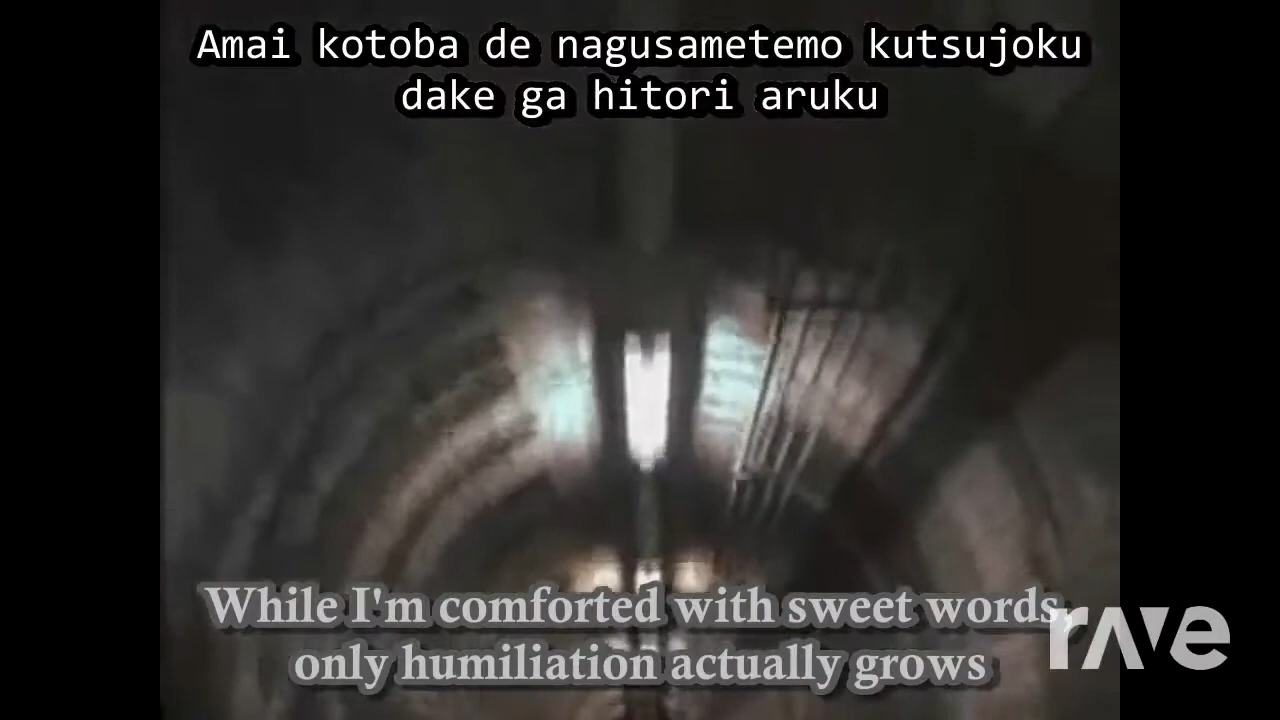 Amai kotoba de nagusametemo kutsujoku
dake ga hitori aruku
While I'm comforted with sweet words,
only humiliation actually grows
rave